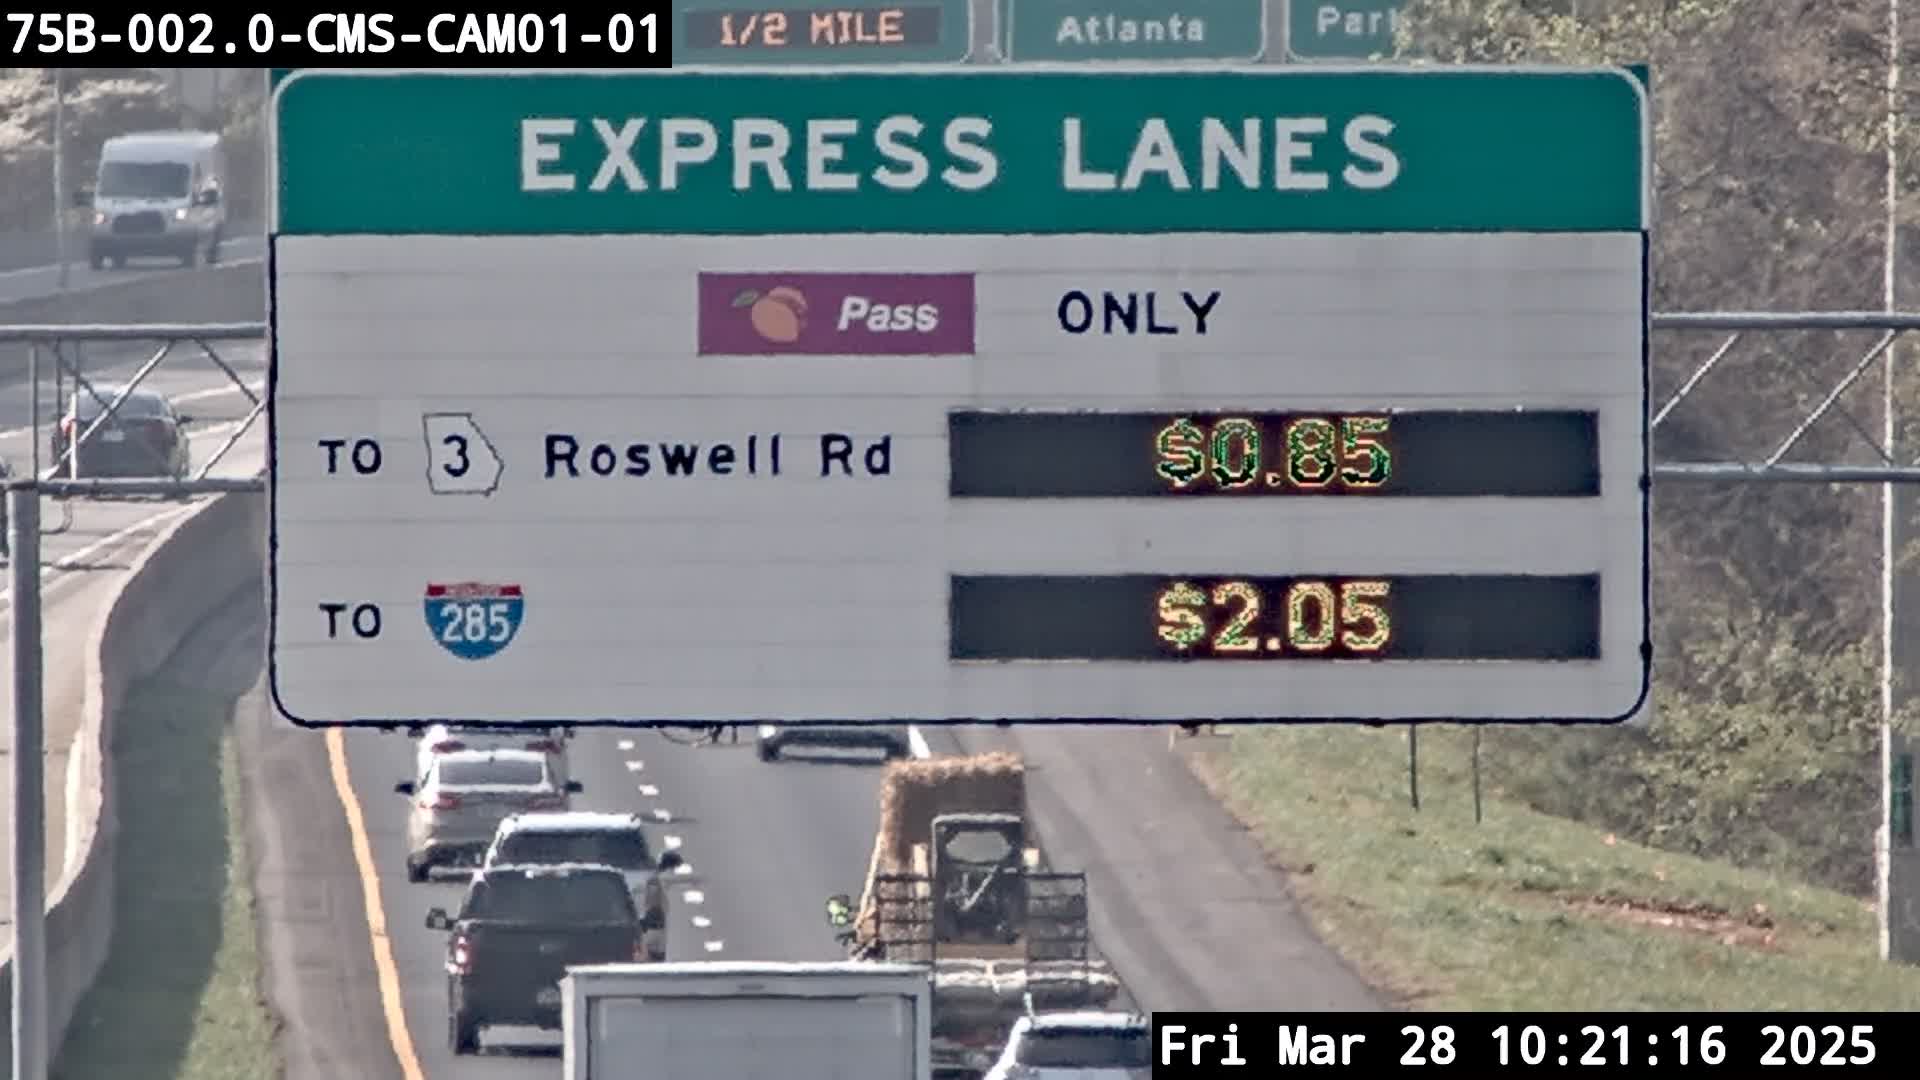 75B-002.0-CMS-CAM01-01
1/2 MILE
Atlanta
EXPRESS LANES
Pass ONLY
TO 3 Roswell Rd $0.85
TO 285 $2.05
Fri Mar 28 10:21:16 2025